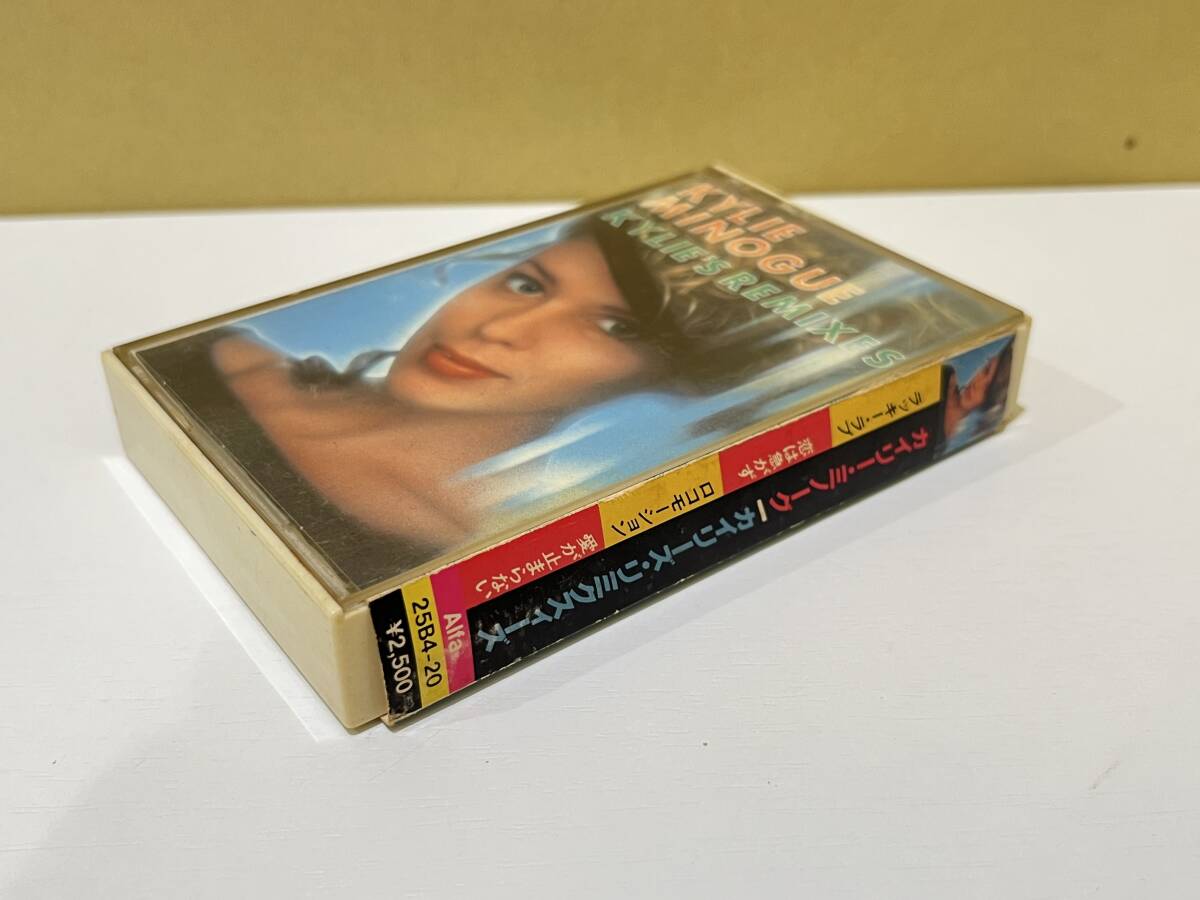 KYLIE
MINOGUE
KYLIE'S REMIXES
ラッキー・ラブ
恋は急がず
ロコモーション
愛が止まらない
カイリー・ミノーグ/カイリーズ・リミクスィーズ
Alfa
25B4-20
¥2,500